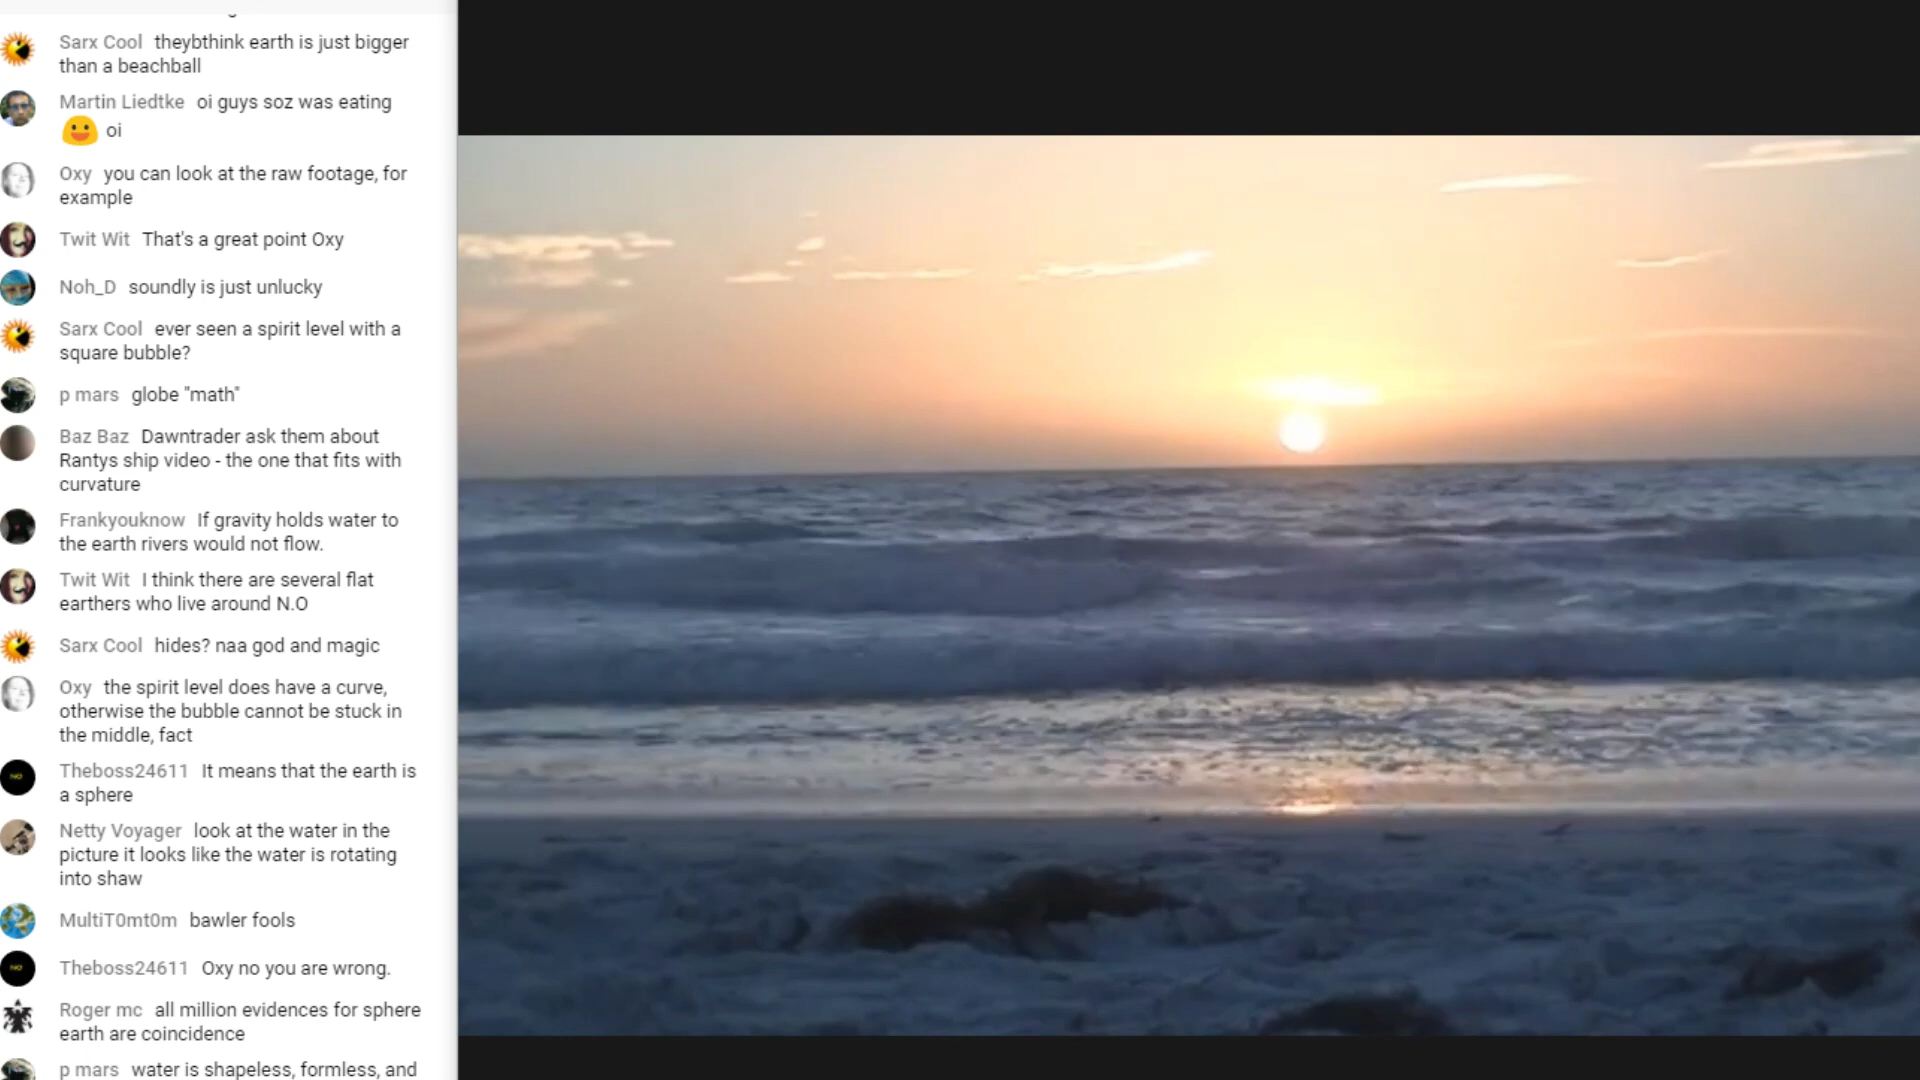 Sarx Cool theybthink earth is just bigger
than a beachball
Martin Liedtke oi guys soz was eating
oi
Oxy you can look at the raw footage, for
example
Twit Wit That's a great point Oxy
Noh_D soundly is just unlucky
Sarx Cool ever seen a spirit level with a
square bubble?
p mars globe "math"
Baz Baz Dawntrader ask them about
Rantys ship video - the one that fits with
curvature
Frankyouknow If gravity holds water to
the earth rivers would not flow.
Twit Wit I think there are several flat
earthers who live around N.O
Sarx Cool hides? naa god and magic
Oxy the spirit level does have a curve,
otherwise the bubble cannot be stuck in
the middle, fact
NO
Theboss24611 It means that the earth is
a sphere
Netty Voyager look at the water in the
picture it looks like the water is rotating
into shaw
MultiT0mt0m bawler fools
NO
Theboss24611 Oxy no you are wrong.
Roger mc all million evidences for sphere
earth are coincidence
p mars water is shapeless, formless, and